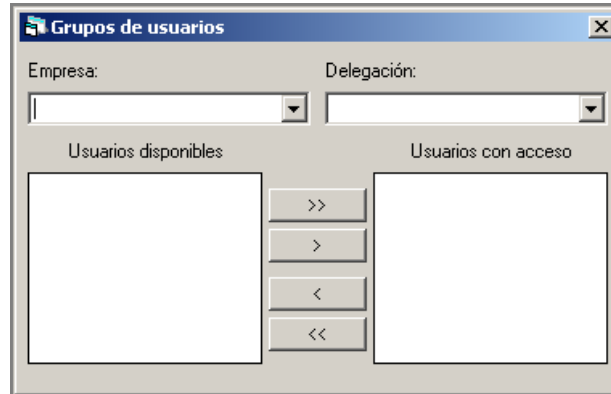 Grupos de usuarios
Empresa: Delegación:
Usuarios disponibles Usuarios con acceso
>>
>
<
<<